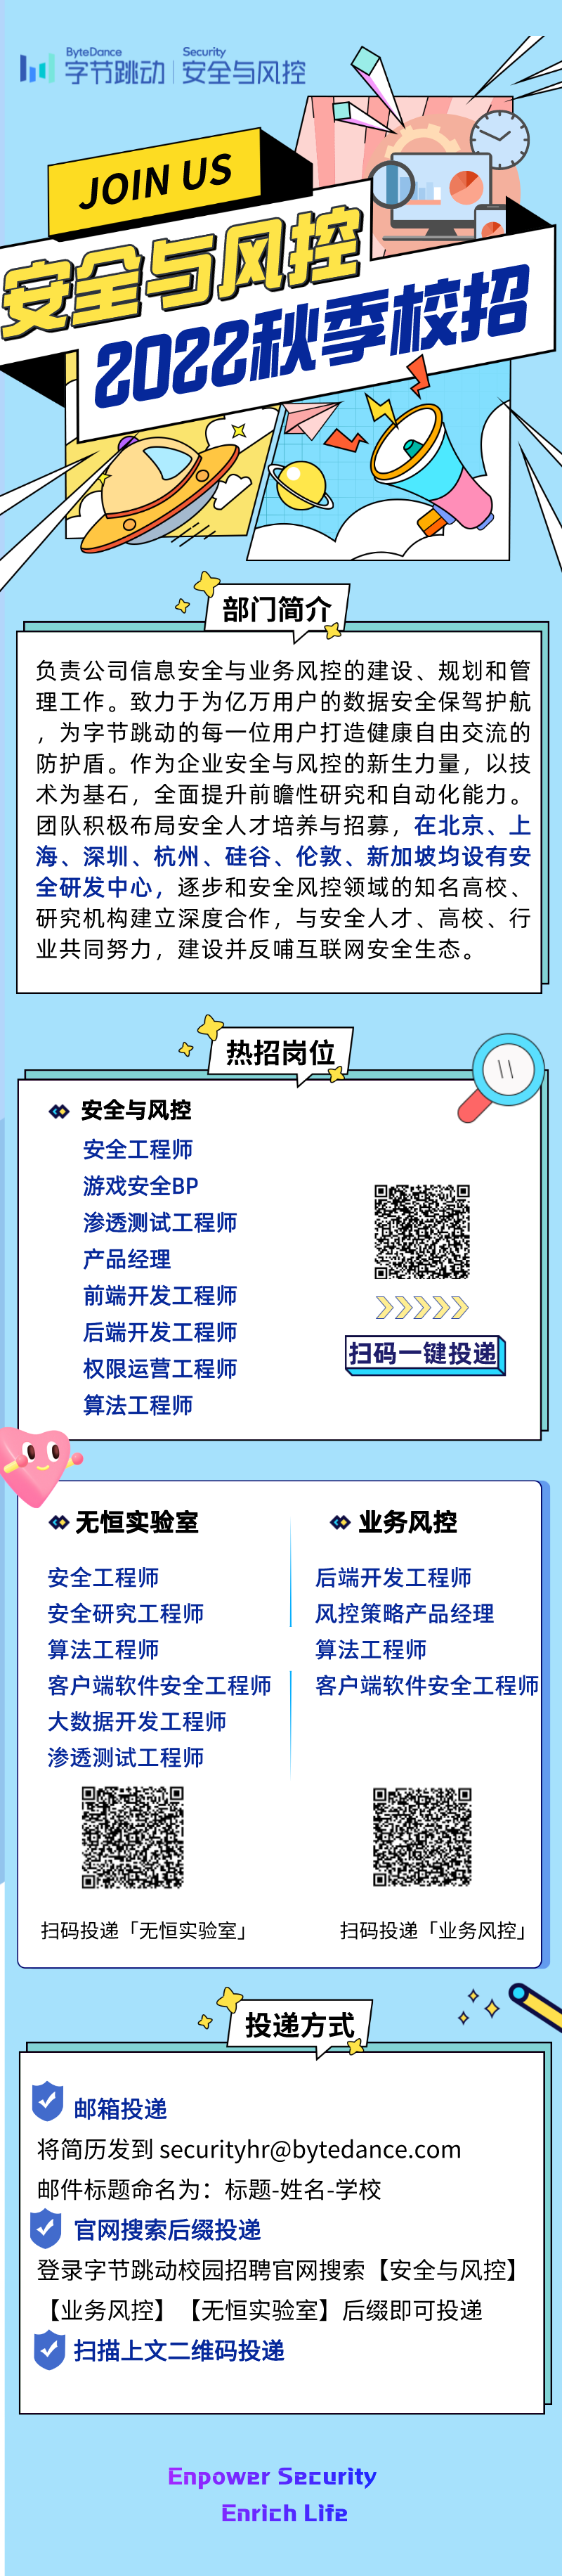 ByteDance Security
字节跳动 安全与风控
JOIN US
安全与风控
2022秋季校招
部门简介
负责公司信息安全与业务风控的建设、规划和管
理工作。致力于为亿万用户的数据安全保驾护航
，为字节跳动的每一位用户打造健康自由交流的
防护盾。作为企业安全与风控的新生力量，以技
术为基石，全面提升前瞻性研究和自动化能力。
团队积极布局安全人才培养与招募，在北京、上
海、深圳、杭州、硅谷、伦敦、新加坡均设有安
全研发中心，逐步和安全风控领域的知名高校、
研究机构建立深度合作，与安全人才、高校、行
业共同努力，建设并反哺互联网安全生态。
热招岗位
安全与风控
安全工程师
游戏安全BP
渗透测试工程师
产品经理
前端开发工程师
后端开发工程师
权限运营工程师
算法工程师
扫码一键投递
无恒实验室
安全工程师
安全研究工程师
算法工程师
客户端软件安全工程师
大数据开发工程师
渗透测试工程师
扫码投递「无恒实验室」
业务风控
后端开发工程师
风控策略产品经理
算法工程师
客户端软件安全工程师
扫码投递「业务风控」
投递方式
邮箱投递
将简历发到 securityhr@bytedance.com
邮件标题命名为：标题-姓名-学校
官网搜索后缀投递
登录字节跳动校园招聘官网搜索【安全与风控】
【业务风控】【无恒实验室】后缀即可投递
扫描上文二维码投递
Enpower Security
Enrich Life